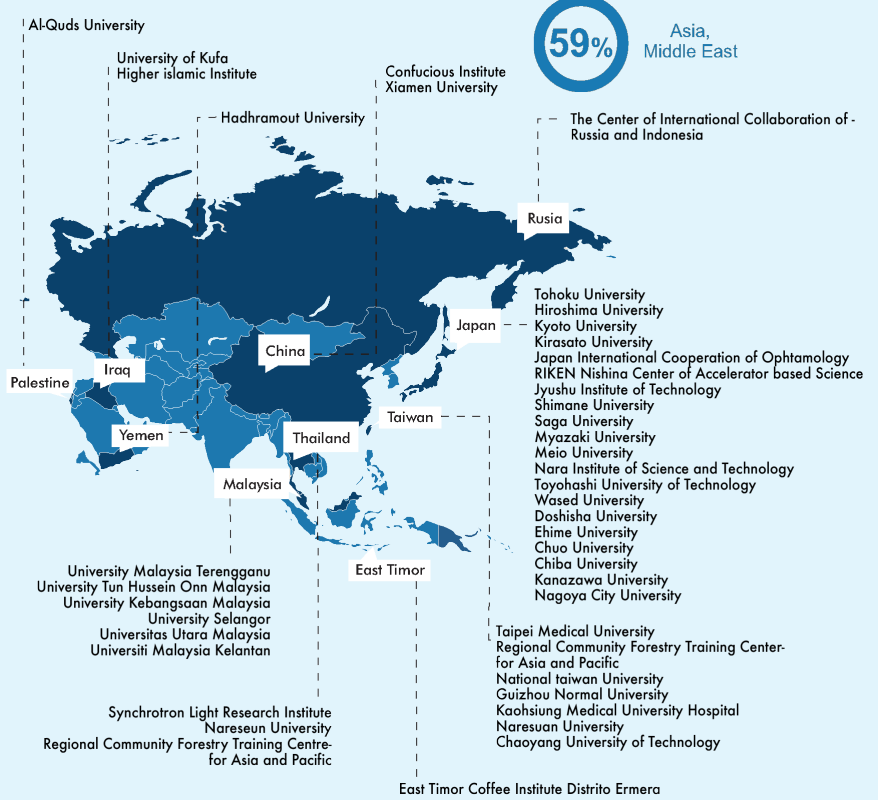 Al-Quds University
59%
Asia,
Middle East
University of Kufa
Higher islamic Institute
Confucious Institute
Xiamen University
Hadhramout University
The Center of International Collaboration of -
Russia and Indonesia
Rusia
Japan
China
Iraq
Palestine
Taiwan
Yemen
Thailand
Malaysia
East Timor
Tohoku University
Hiroshima University
Kyoto University
Kirasato University
Japan International Cooperation of Ophtamology
RIKEN Nishina Center of Accelerator based Science
Jyushu Institute of Technology
Shimane University
Saga University
Myazaki University
Meio University
Nara Institute of Science and Technology
Toyohashi University of Technology
Wased University
Doshisha University
Ehime University
Chuo University
Chiba University
Kanazawa University
Nagoya City University
University Malaysia Terengganu
University Tun Hussein Onn Malaysia
University Kebangsaan Malaysia
University Selangor
Universitas Utara Malaysia
Universiti Malaysia Kelantan
Taipei Medical University
Regional Community Forestry Training Center-
for Asia and Pacific
National taiwan University
Guizhou Normal University
Kaohsiung Medical University Hospital
Naresuan University
Chaoyang University of Technology
Synchrotron Light Research Institute
Nareseun University
Regional Community Forestry Training Centre-
for Asia and Pacific
East Timor Coffee Institute Distrito Ermera